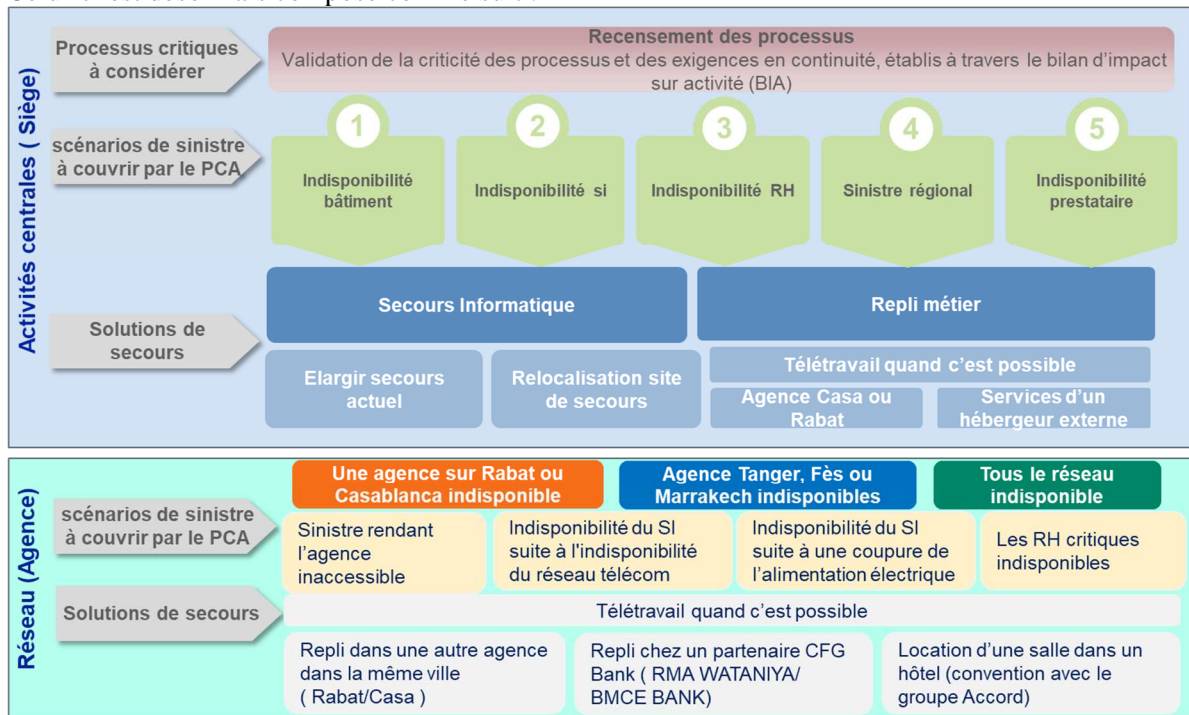 Activités centrales ( Siège)
Processus critiques
à considérer
Recensement des processus
Validation de la criticité des processus et des exigences en continuité, établis à travers le bilan d'impact
sur activité (BIA)
scénarios de sinistre
à couvrir par le PCA
1
Indisponibilité
bâtiment
2
Indisponibilité si
3
Indisponibilité RH
4
Sinistre régional
5
Indisponibilité
prestataire
Solutions de
secours
Secours Informatique
Repli métier
Elargir secours
actuel
Relocalisation site
de secours
Télétravail quand c'est possible
Agence Casa ou
Rabat
Services d'un
hébergeur externe
Réseau (Agence)
Une agence sur Rabat ou
Casablanca indisponible
Agence Tanger, Fès ou
Marrakech indisponibles
Tous le réseau
indisponible
scénarios de sinistre
à couvrir par le PCA
Sinistre rendant
l'agence
inaccessible
Indisponibilité du SI
suite à l'indisponibilité
du réseau télécom
Indisponibilité du SI
suite à une coupure de
l'alimentation électrique
Les RH critiques
indisponibles
Solutions de secours
Télétravail quand c'est possible
Repli dans une autre agence
dans la même ville
( Rabat/Casa )
Repli chez un partenaire CFG
Bank ( RMA WATANIYA/
BMCE BANK)
Location d'une salle dans un
hôtel (convention avec le
groupe Accord)